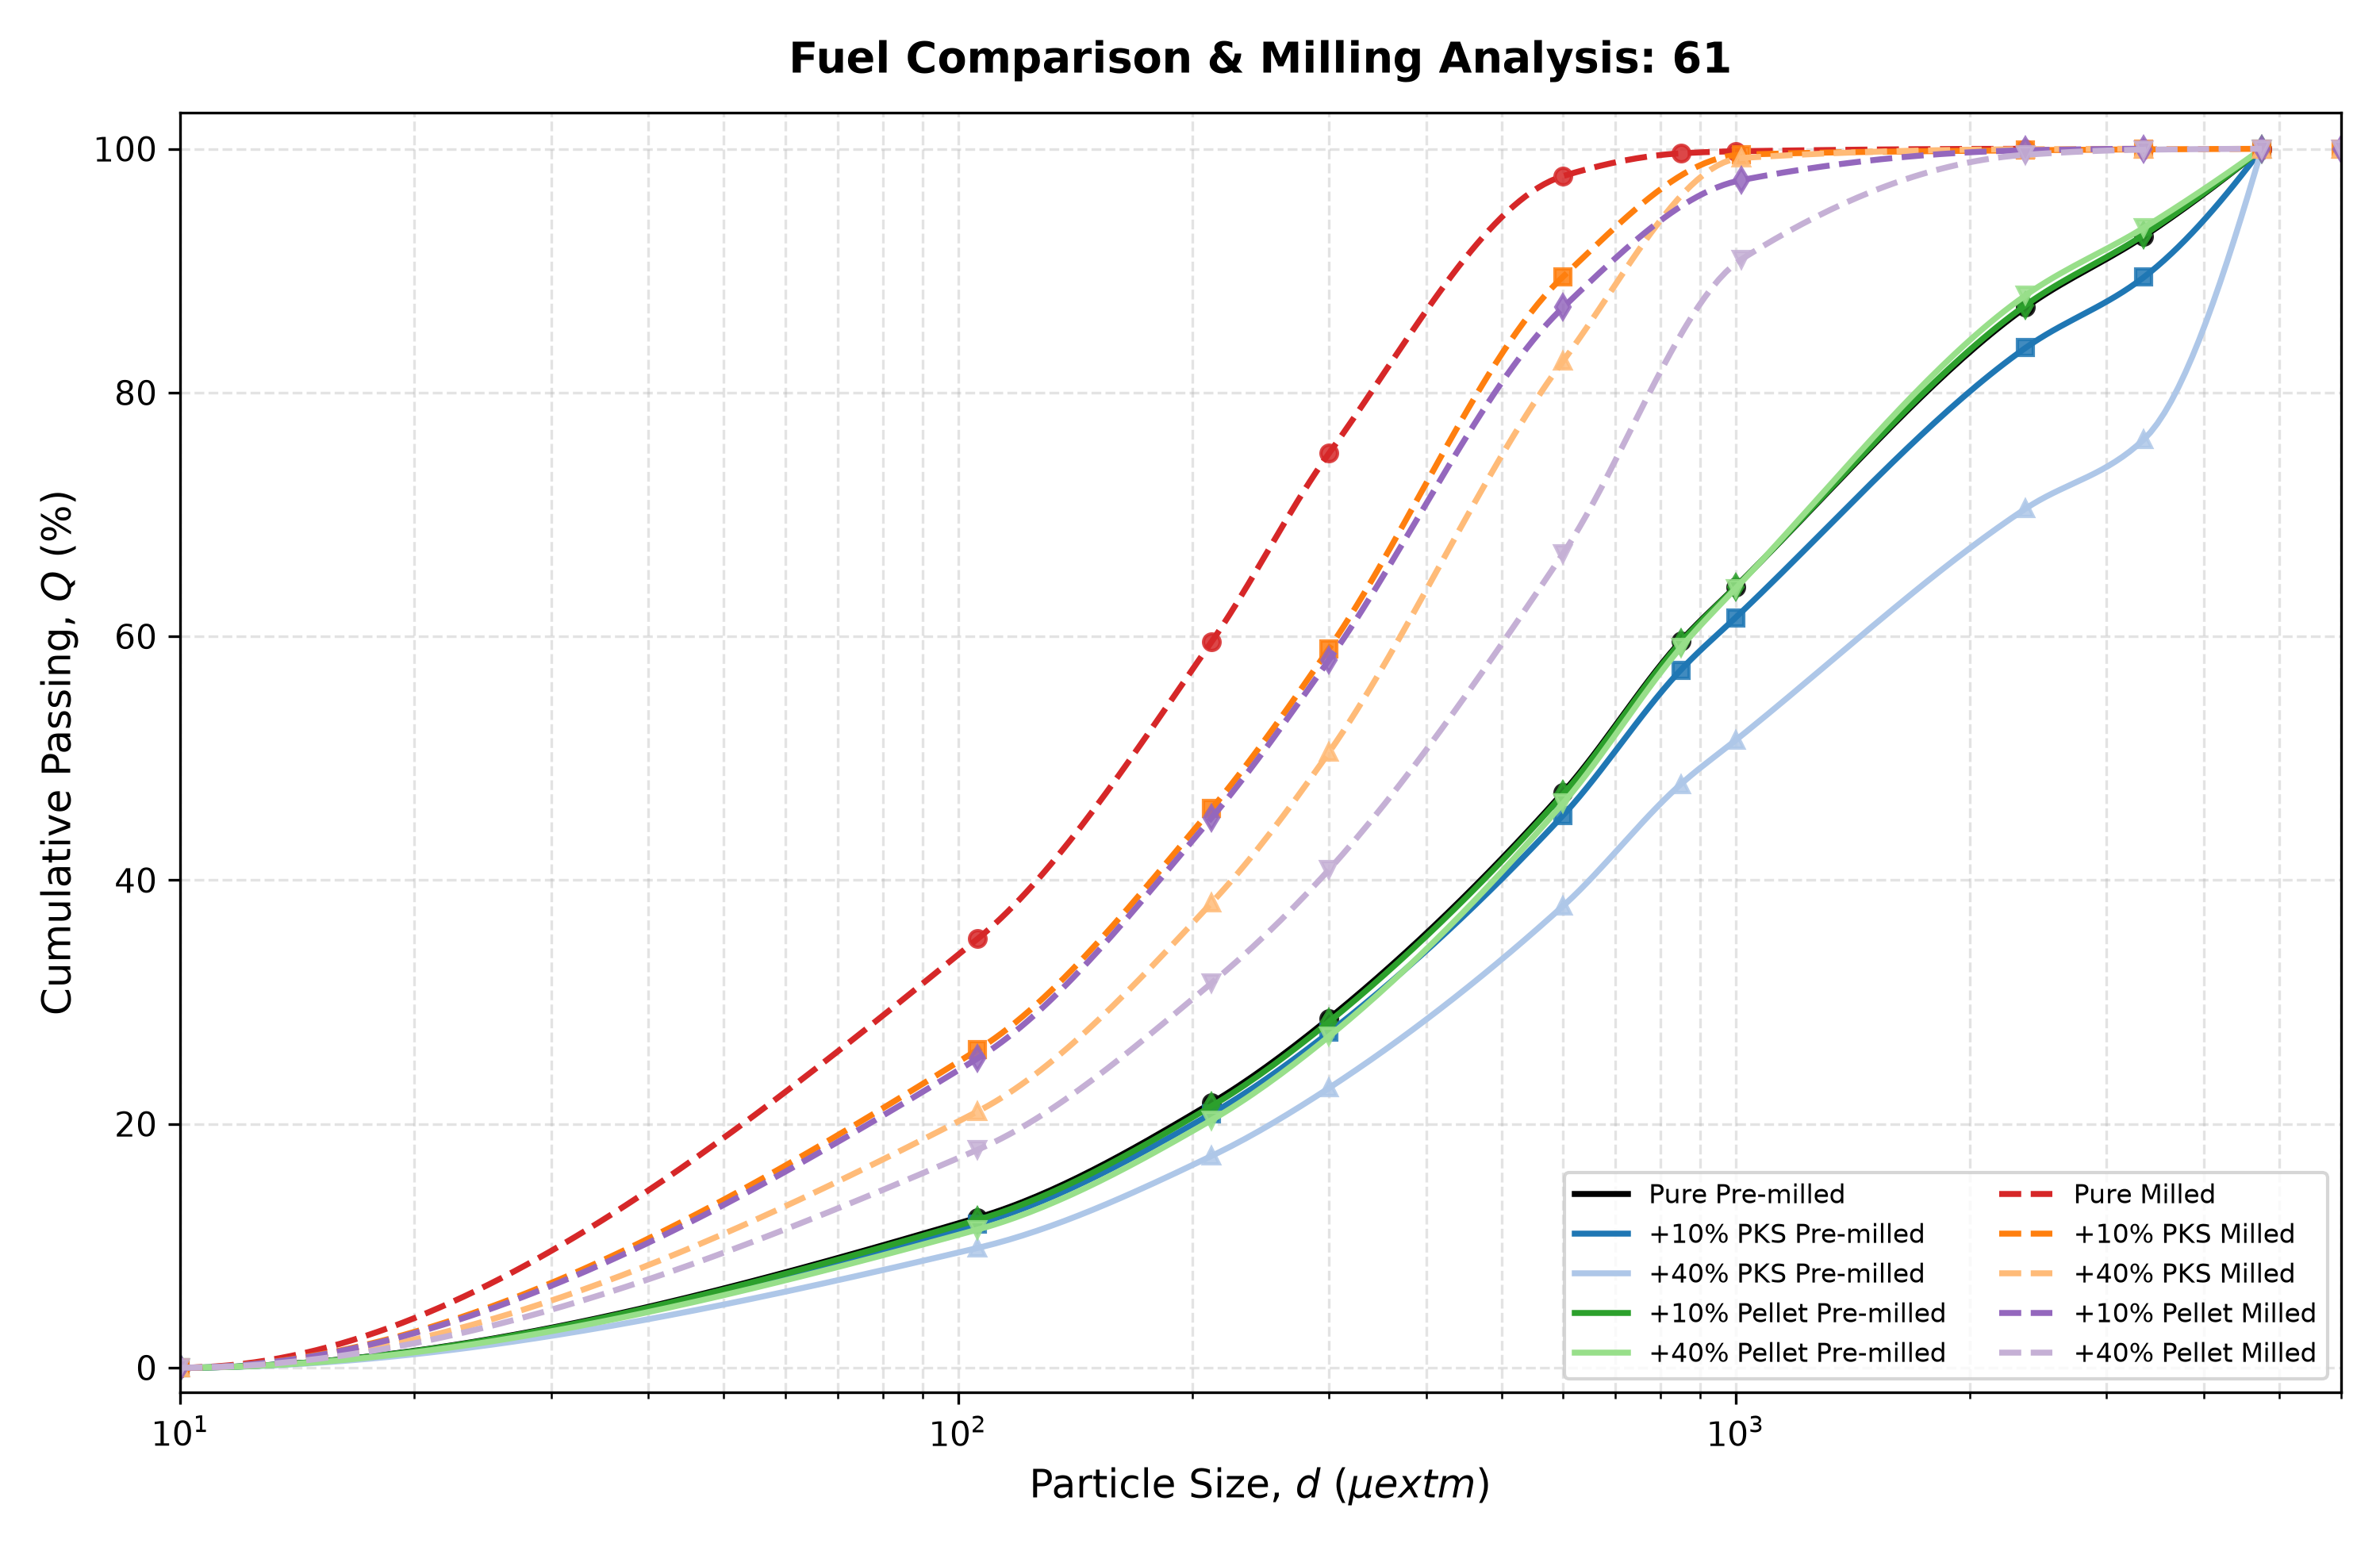 Fuel Comparison & Milling Analysis: 61
Cumulative Passing, Q (%)
100
80
60
40
20
0
10¹
10²
10³
Particle Size, d (μextm)
Pure Pre-milled
+10% PKS Pre-milled
+40% PKS Pre-milled
+10% Pellet Pre-milled
+40% Pellet Pre-milled
Pure Milled
+10% PKS Milled
+40% PKS Milled
+10% Pellet Milled
+40% Pellet Milled